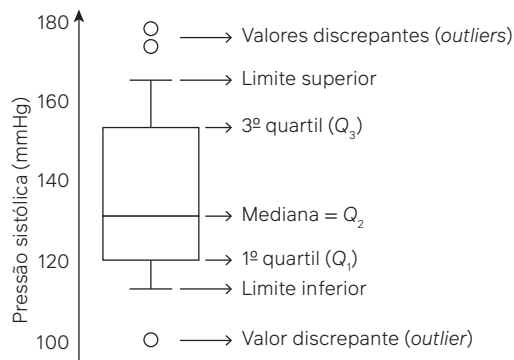 Pressão sistólica (mmHg)
180
160
140
120
100
Valores discrepantes (outliers)
Limite superior
3º quartil (Q3)
Mediana = Q2
1º quartil (Q1)
Limite inferior
Valor discrepante (outlier)